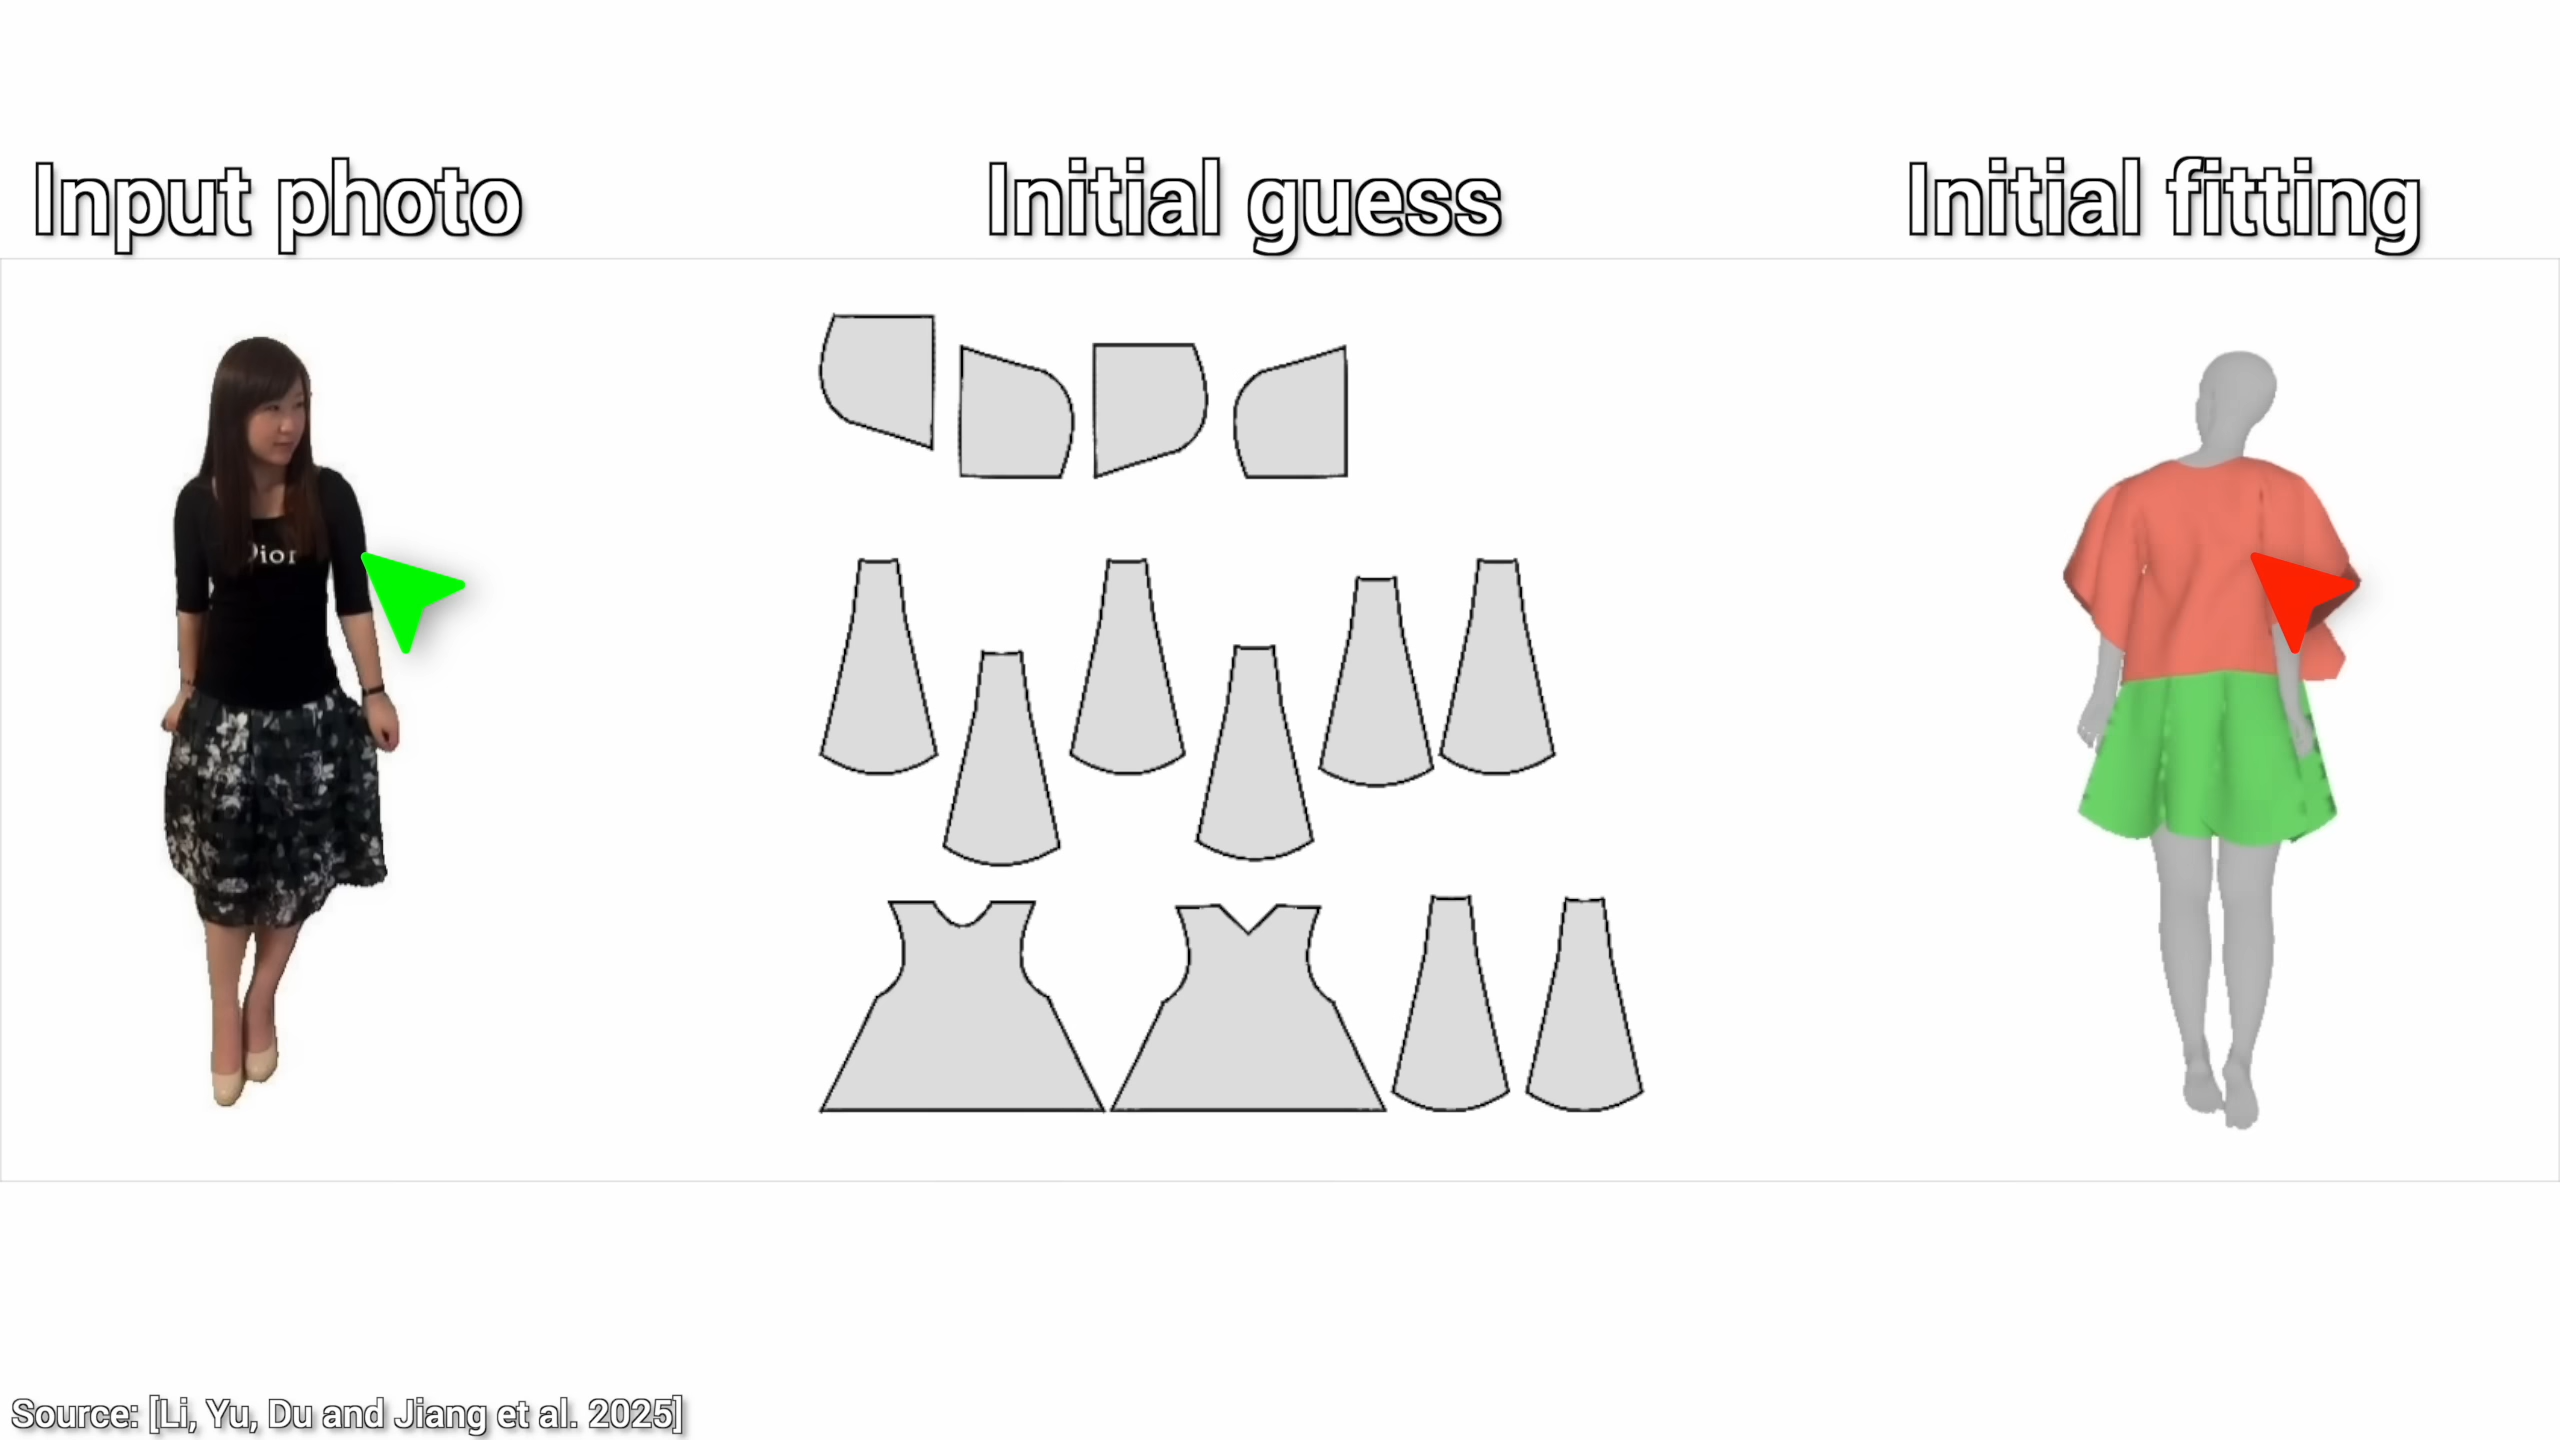 Input photo
Initial guess
Initial fitting
Dior
Source: [Li, Yu, Du and Jiang et al. 2025]